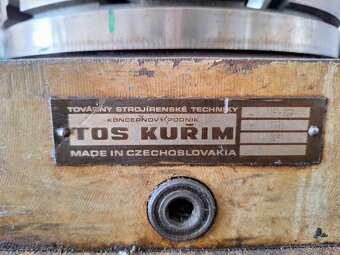 TOVÁRNY STROJÍRENSKÉ TECHNIKY
KONCERNOVÝ PODNIK
TOS KUŘIM
MADE IN CZECHOSLOVAKIA